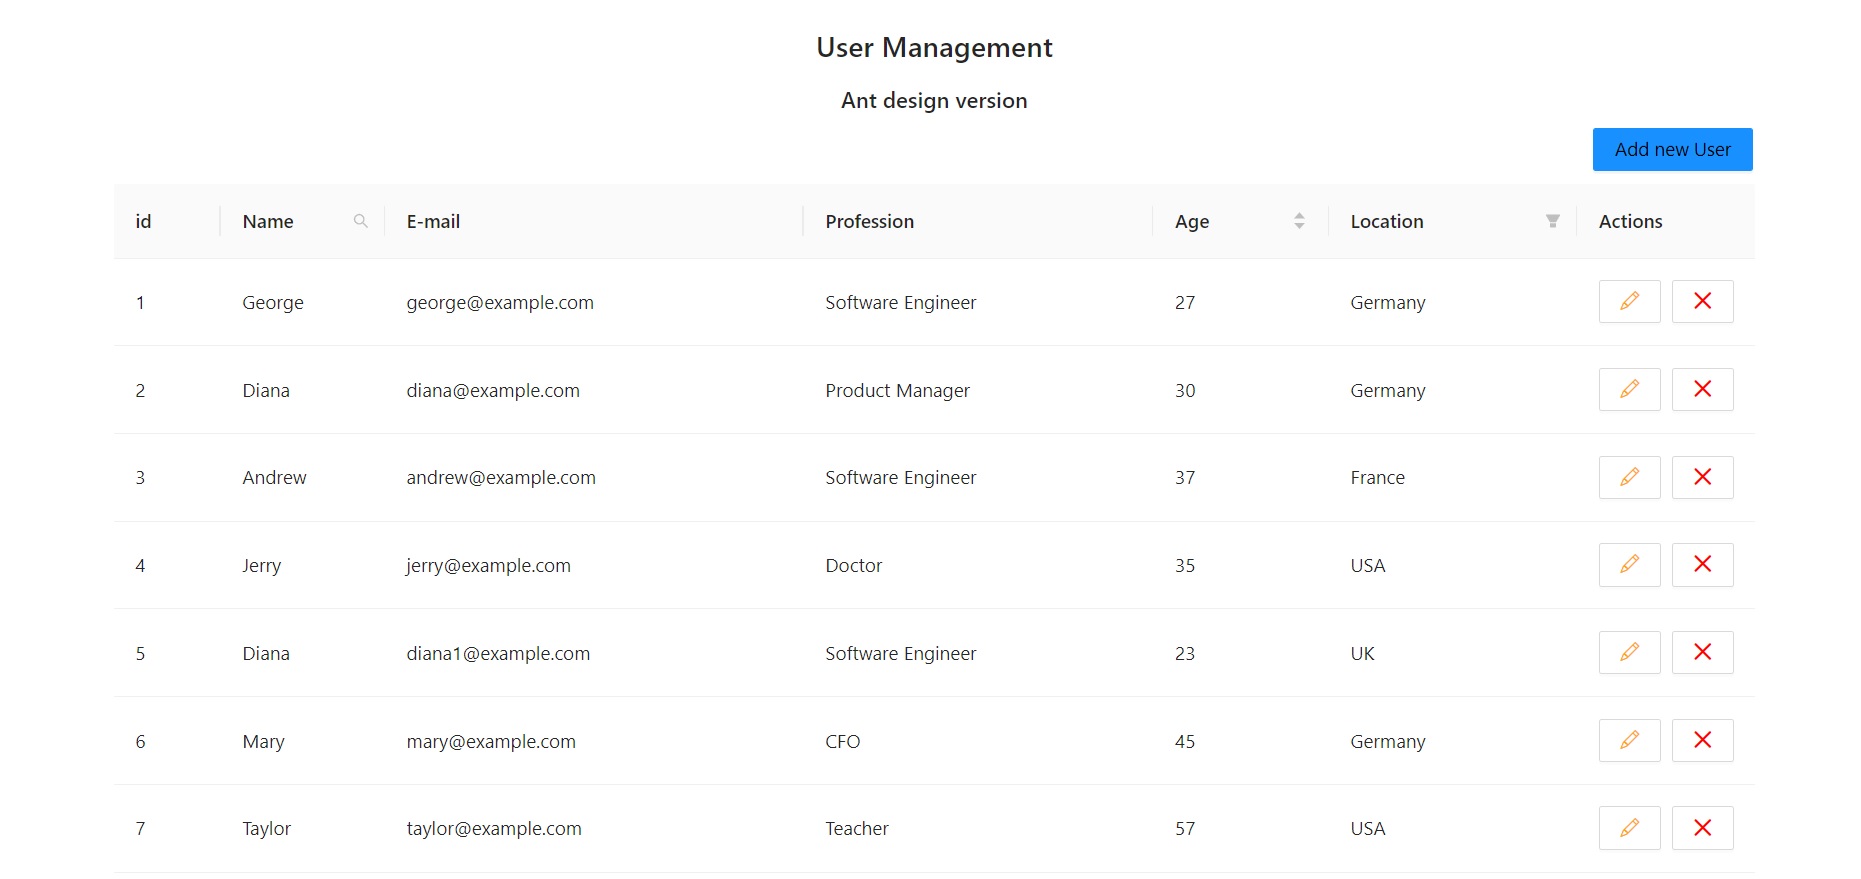 User Management
Ant design version
Add new User
id Name E-mail Profession Age Location Actions
1 George george@example.com Software Engineer 27 Germany
2 Diana diana@example.com Product Manager 30 Germany
3 Andrew andrew@example.com Software Engineer 37 France
4 Jerry jerry@example.com Doctor 35 USA
5 Diana diana1@example.com Software Engineer 23 UK
6 Mary mary@example.com CFO 45 Germany
7 Taylor taylor@example.com Teacher 57 USA